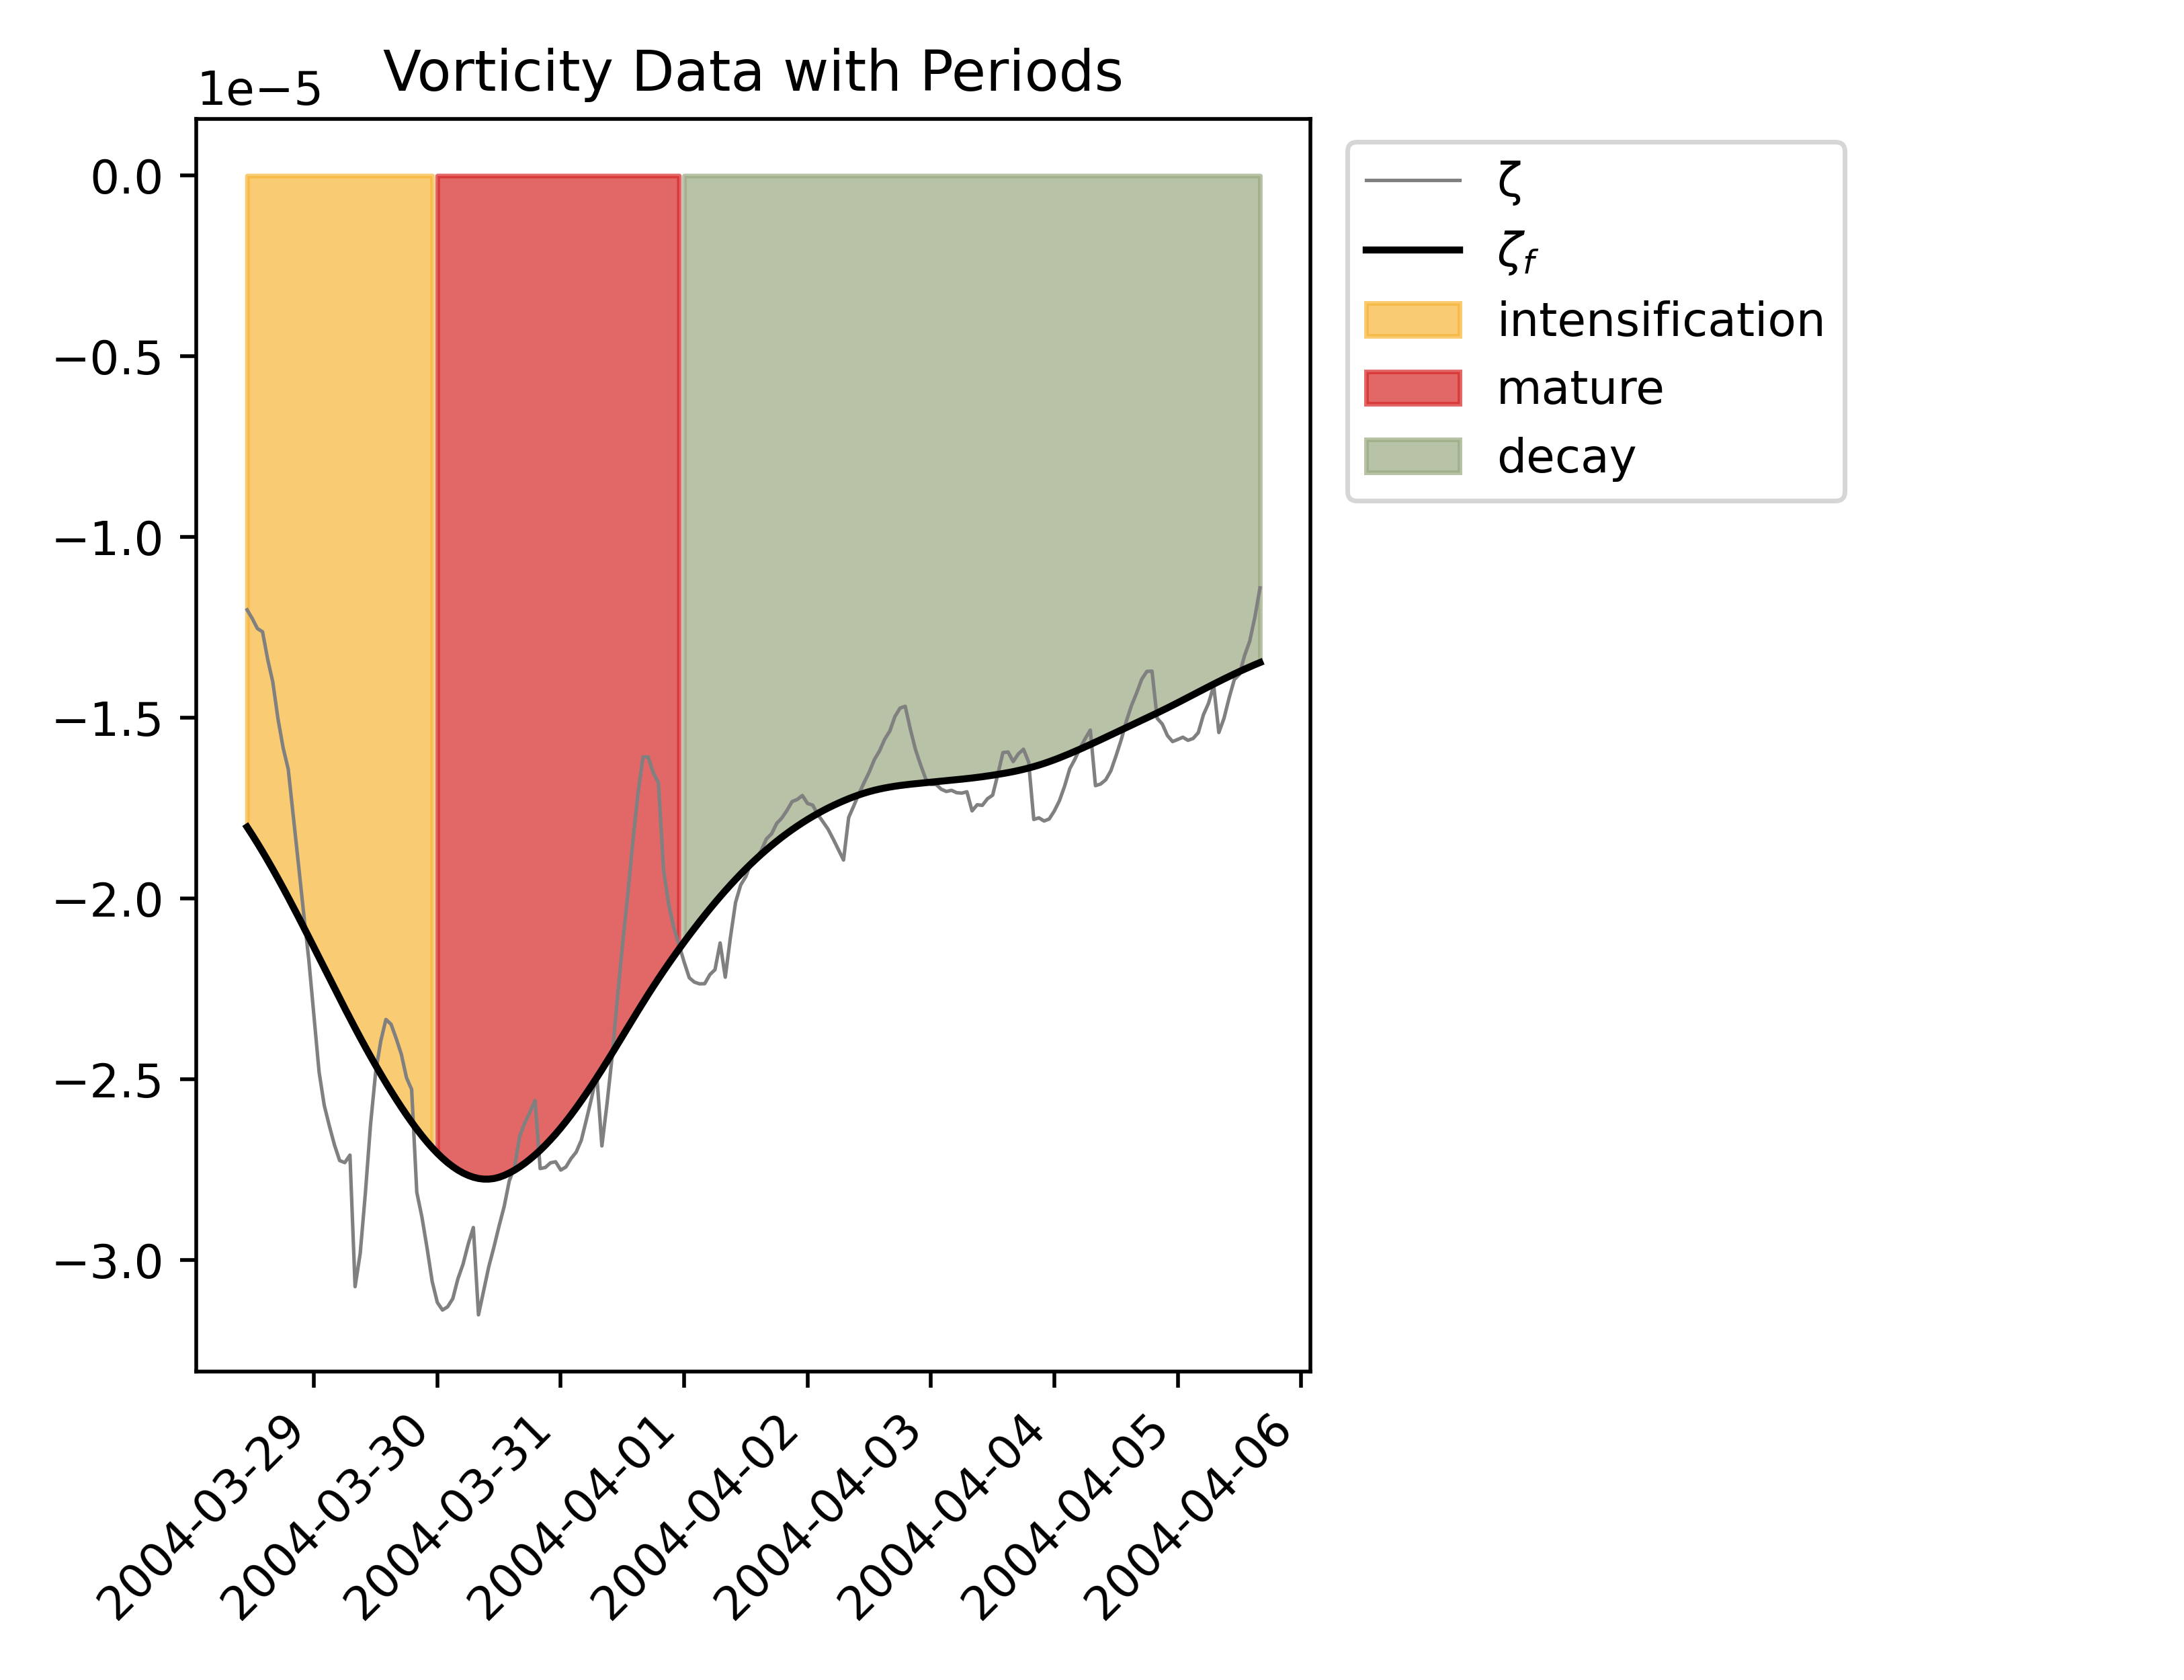 Vorticity Data with Periods
1e−5
0.0
−0.5
−1.0
−1.5
−2.0
−2.5
−3.0
2004-03-29
2004-03-30
2004-03-31
2004-04-01
2004-04-02
2004-04-03
2004-04-04
2004-04-05
2004-04-06
ζ
ζf
intensification
mature
decay